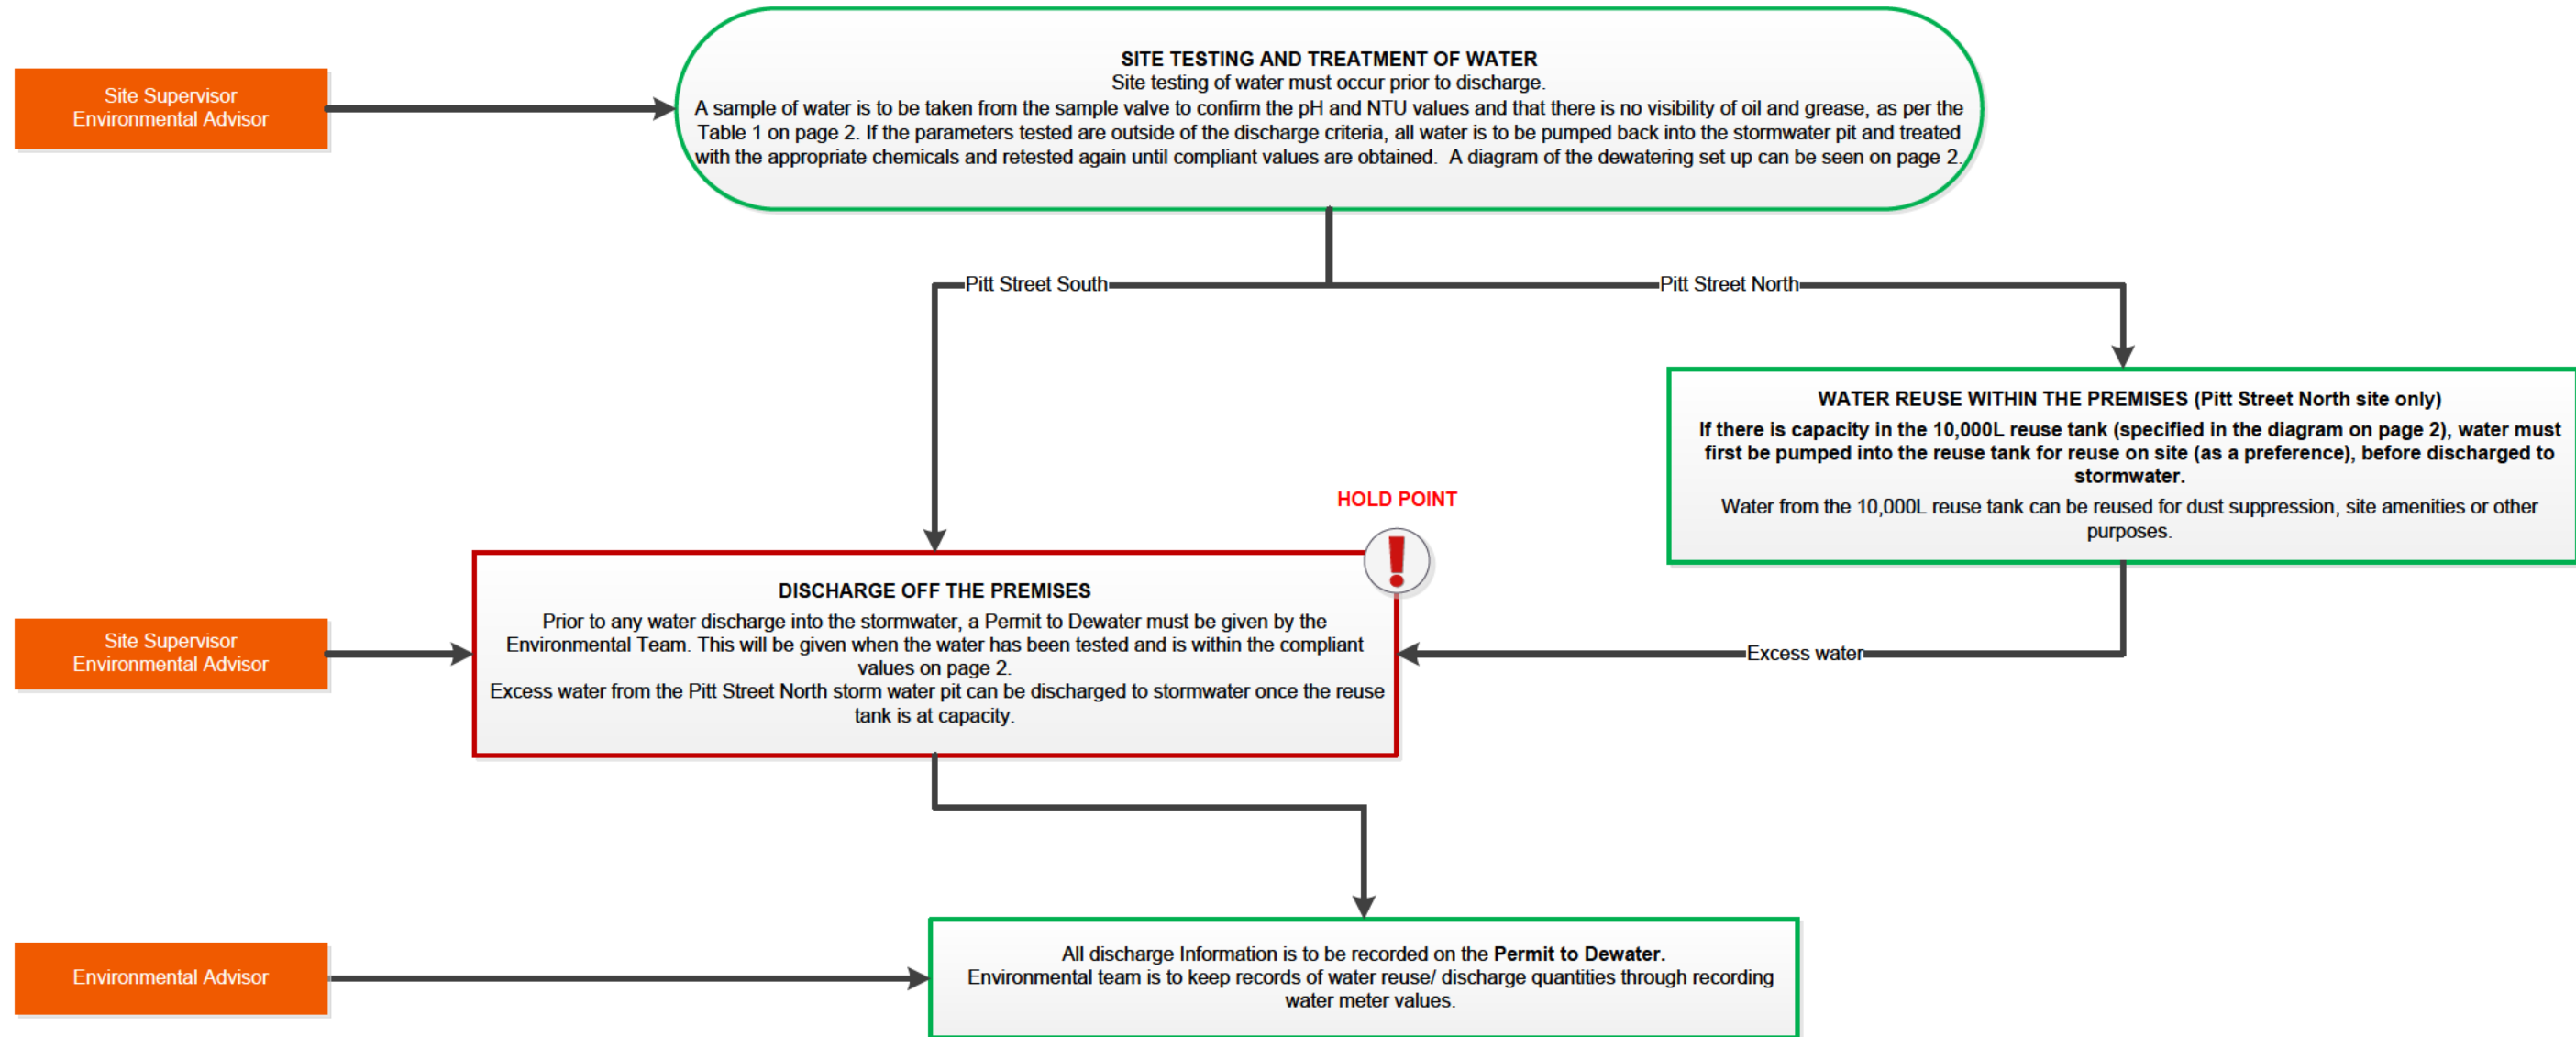 Site Supervisor
Environmental Advisor
SITE TESTING AND TREATMENT OF WATER
Site testing of water must occur prior to discharge.
A sample of water is to be taken from the sample valve to confirm the pH and NTU values and that there is no visibility of oil and grease, as per the
Table 1 on page 2. If the parameters tested are outside of the discharge criteria, all water is to be pumped back into the stormwater pit and treated
with the appropriate chemicals and retested again until compliant values are obtained.  A diagram of the dewatering set up can be seen on page 2.
Pitt Street South
Pitt Street North
WATER REUSE WITHIN THE PREMISES (Pitt Street North site only)
If there is capacity in the 10,000L reuse tank (specified in the diagram on page 2), water must
first be pumped into the reuse tank for reuse on site (as a preference), before discharged to
stormwater.
Water from the 10,000L reuse tank can be reused for dust suppression, site amenities or other
purposes.
HOLD POINT
Site Supervisor
Environmental Advisor
DISCHARGE OFF THE PREMISES
Prior to any water discharge into the stormwater, a Permit to Dewater must be given by the
Environmental Team. This will be given when the water has been tested and is within the compliant
values on page 2.
Excess water from the Pitt Street North storm water pit can be discharged to stormwater once the reuse
tank is at capacity.
Excess water
Environmental Advisor
All discharge Information is to be recorded on the Permit to Dewater.
Environmental team is to keep records of water reuse/ discharge quantities through recording
water meter values.